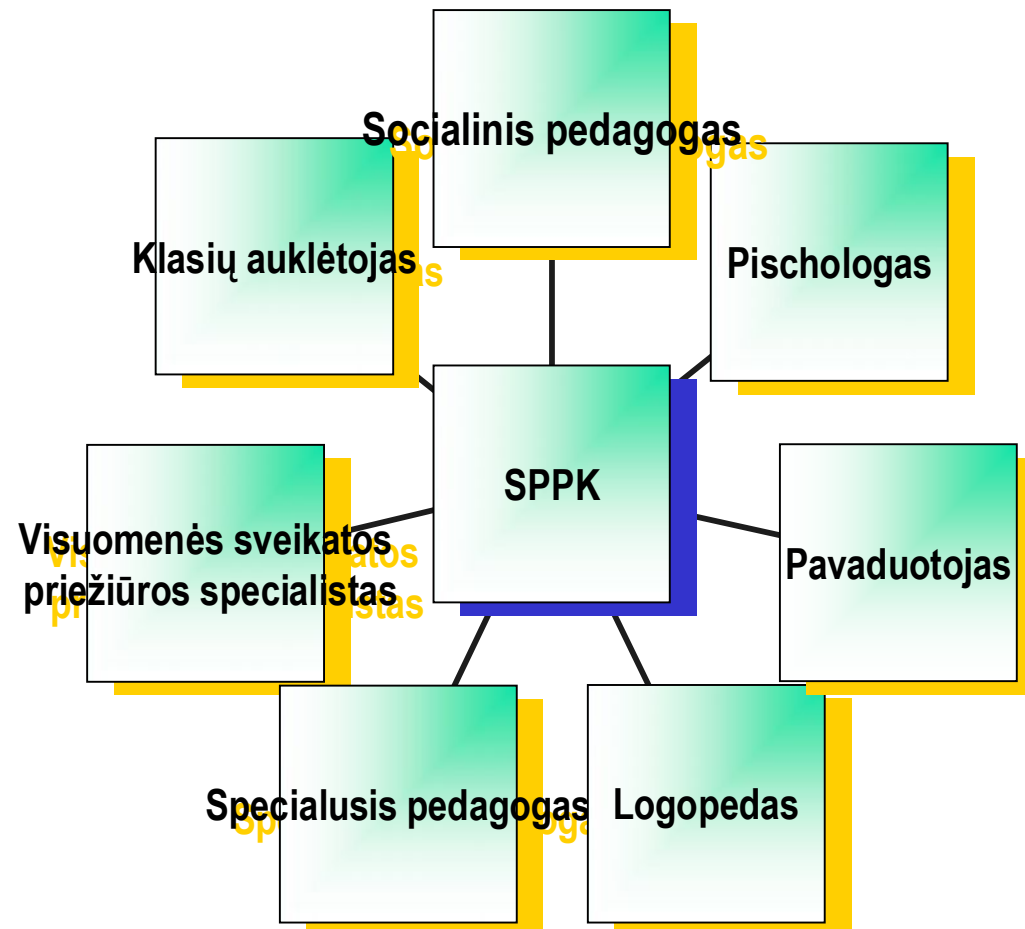 Socialinis pedagogas
Klasių auklėtojas
Pischologas
SPPK
Visuomenės sveikatos
priežiūros specialistas
Pavaduotojas
Specialusis pedagogas
Logopedas